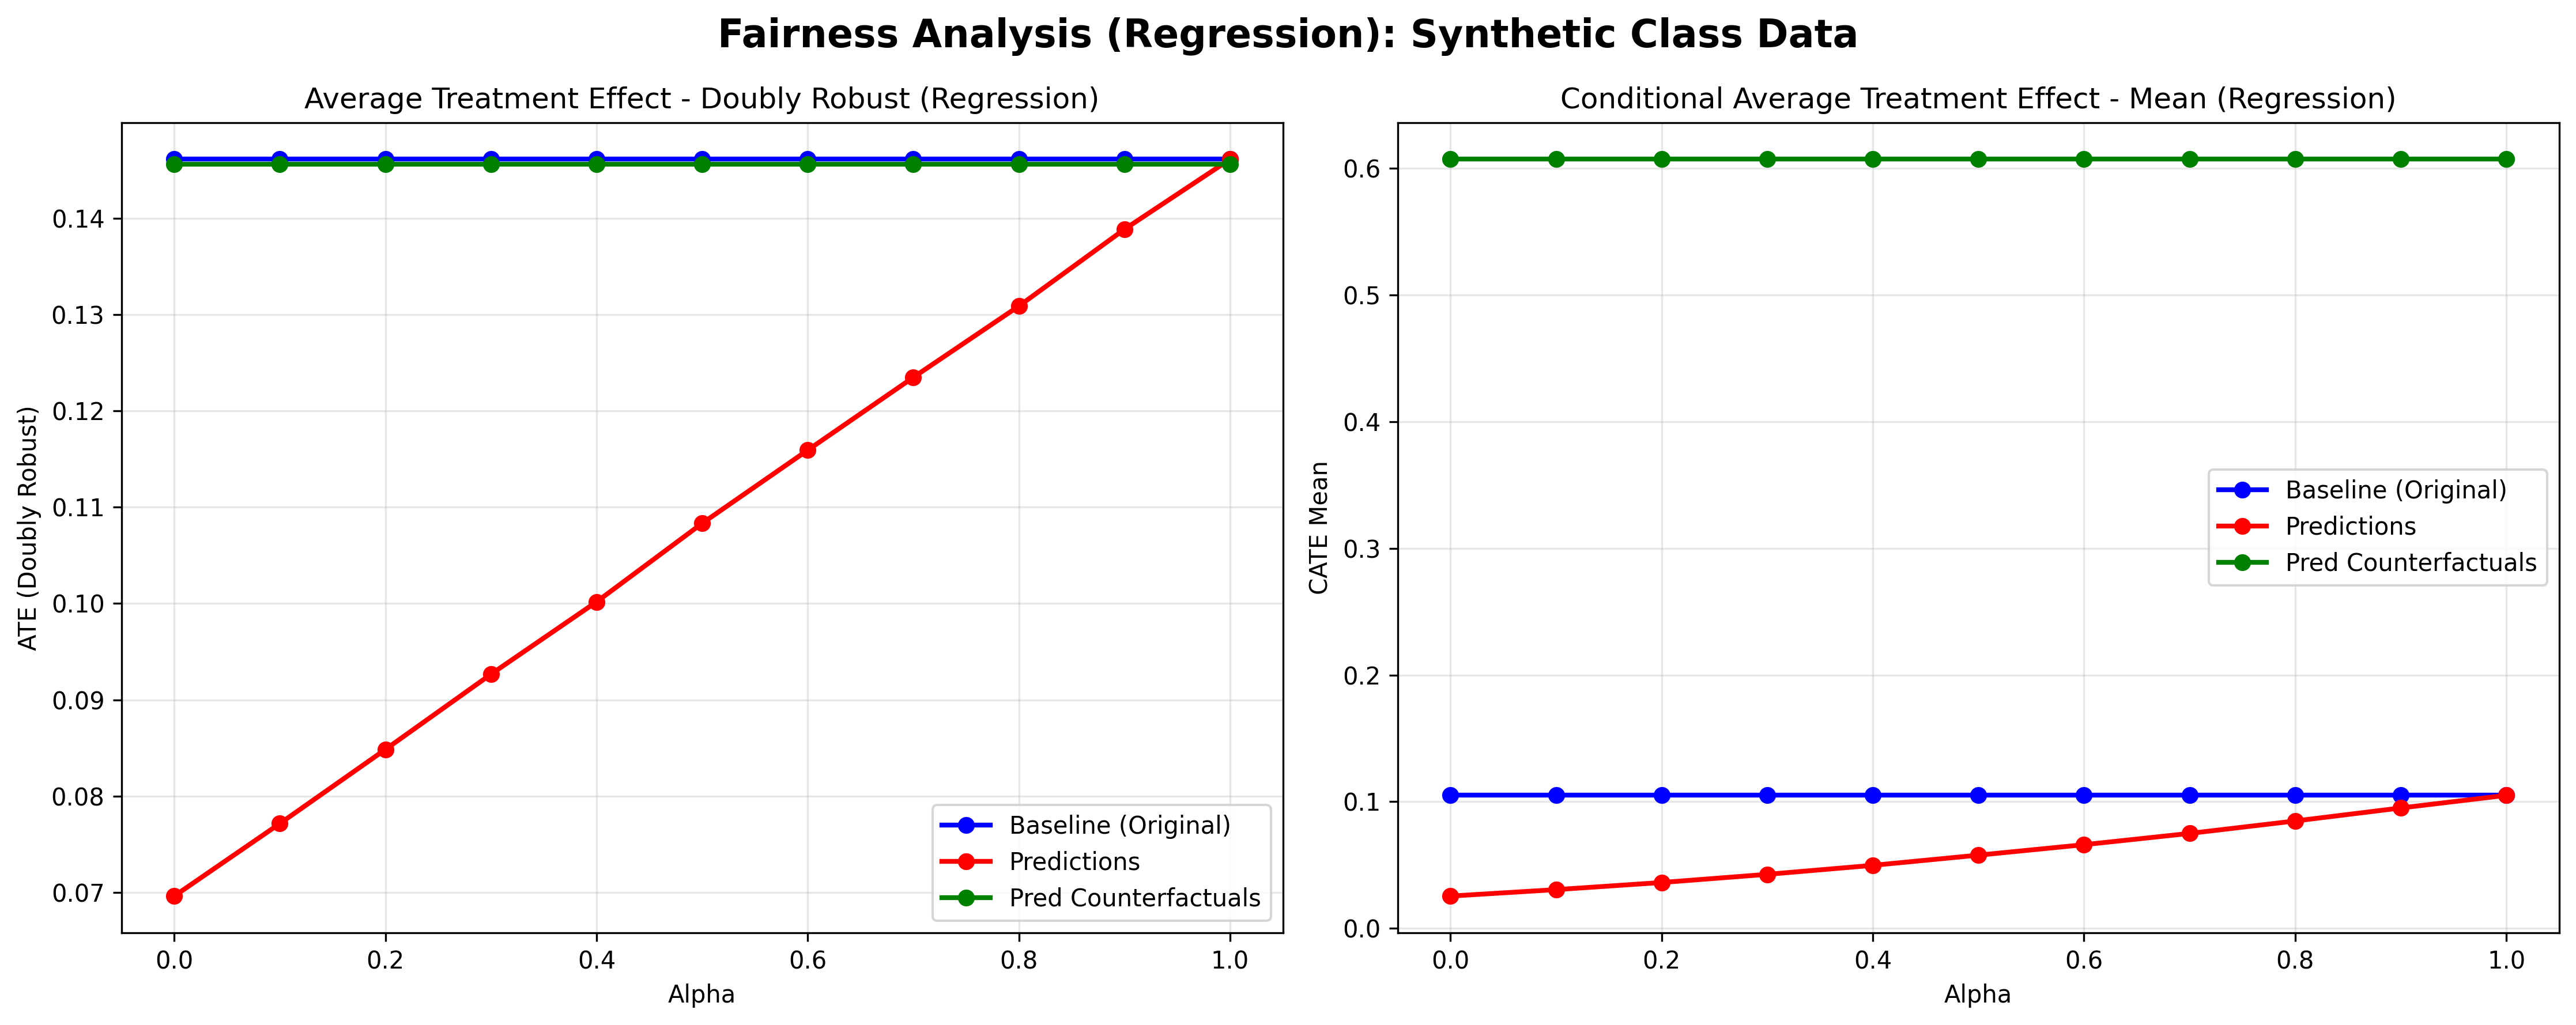 Fairness Analysis (Regression): Synthetic Class Data
Average Treatment Effect - Doubly Robust (Regression)
ATE (Doubly Robust)
0.14
0.13
0.12
0.11
0.10
0.09
0.08
0.07
Baseline (Original)
Predictions
Pred Counterfactuals
0.0 0.2 0.4 0.6 0.8 1.0
Alpha
Conditional Average Treatment Effect - Mean (Regression)
CATE Mean
0.6
0.5
0.4
0.3
0.2
0.1
0.0
Baseline (Original)
Predictions
Pred Counterfactuals
0.0 0.2 0.4 0.6 0.8 1.0
Alpha